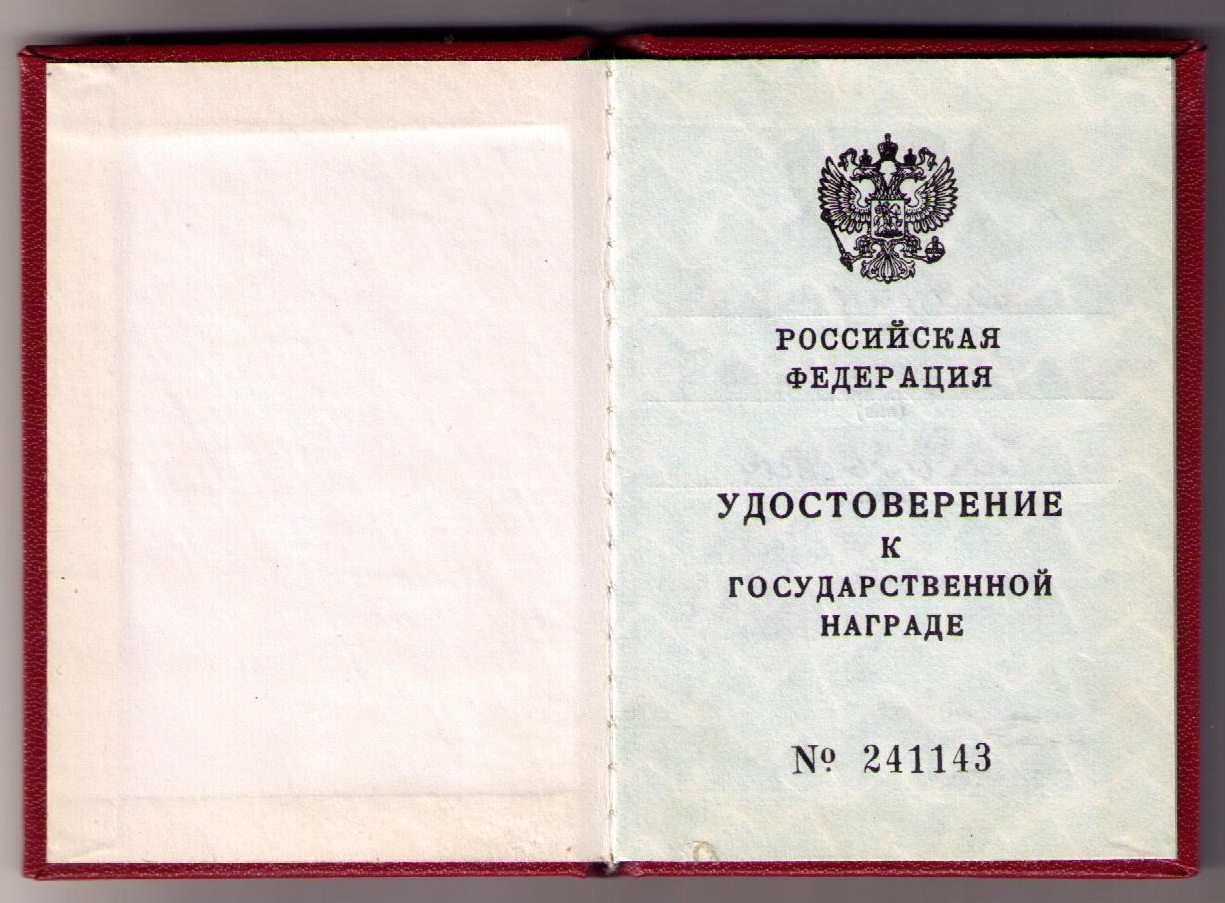 РОССИЙСКАЯ
ФЕДЕРАЦИЯ
УДОСТОВЕРЕНИЕ
К
ГОСУДАРСТВЕННОЙ
НАГРАДЕ
№ 241143